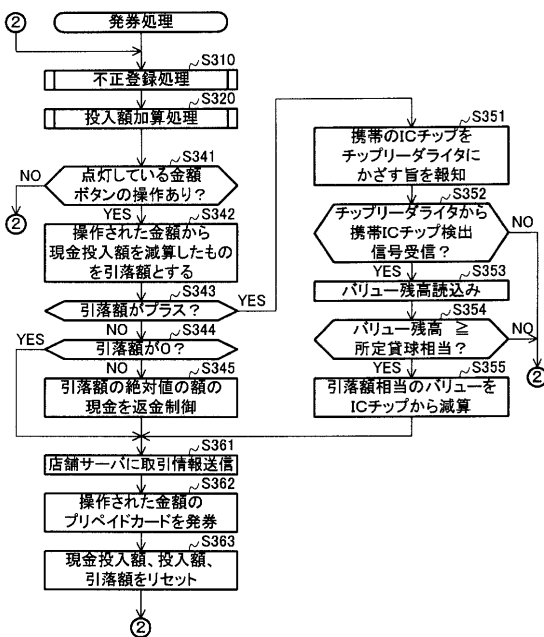 ②
発券処理
S310
不正登録処理
S320
投入額加算処理
S341
点灯している金額
ボタンの操作あり?
NO
②
YES
S342
操作された金額から
現金投入額を減算したもの
を引落額とする
S343
引落額がプラス?
YES
NO
S344
引落額が0?
YES
NO
S345
引落額の絶対値の額の
現金を返金制御
S351
携帯のICチップを
チップリーダライタに
かざす旨を報知
S352
チップリーダライタから
携帯ICチップ検出
信号受信?
NO
YES
S353
バリュー残高読込み
S354
バリュー残高 ≧
所定貸球相当?
NO
②
YES
S355
引落額相当のバリューを
ICチップから減算
S361
店舗サーバに取引情報送信
S362
操作された金額の
プリペイドカードを発券
S363
現金投入額、投入額、
引落額をリセット
②